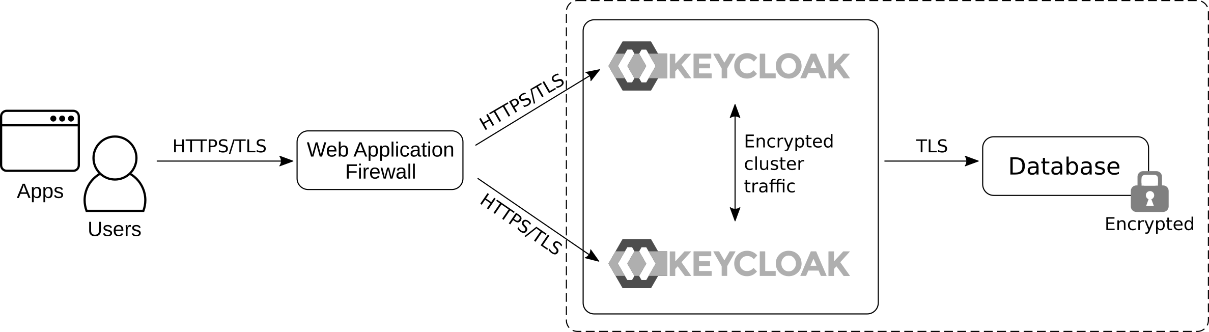 Apps
Users
HTTPS/TLS
Web Application
Firewall
HTTPS/TLS
HTTPS/TLS
KEYCLOAK
Encrypted
cluster
traffic
KEYCLOAK
TLS
Database
Encrypted